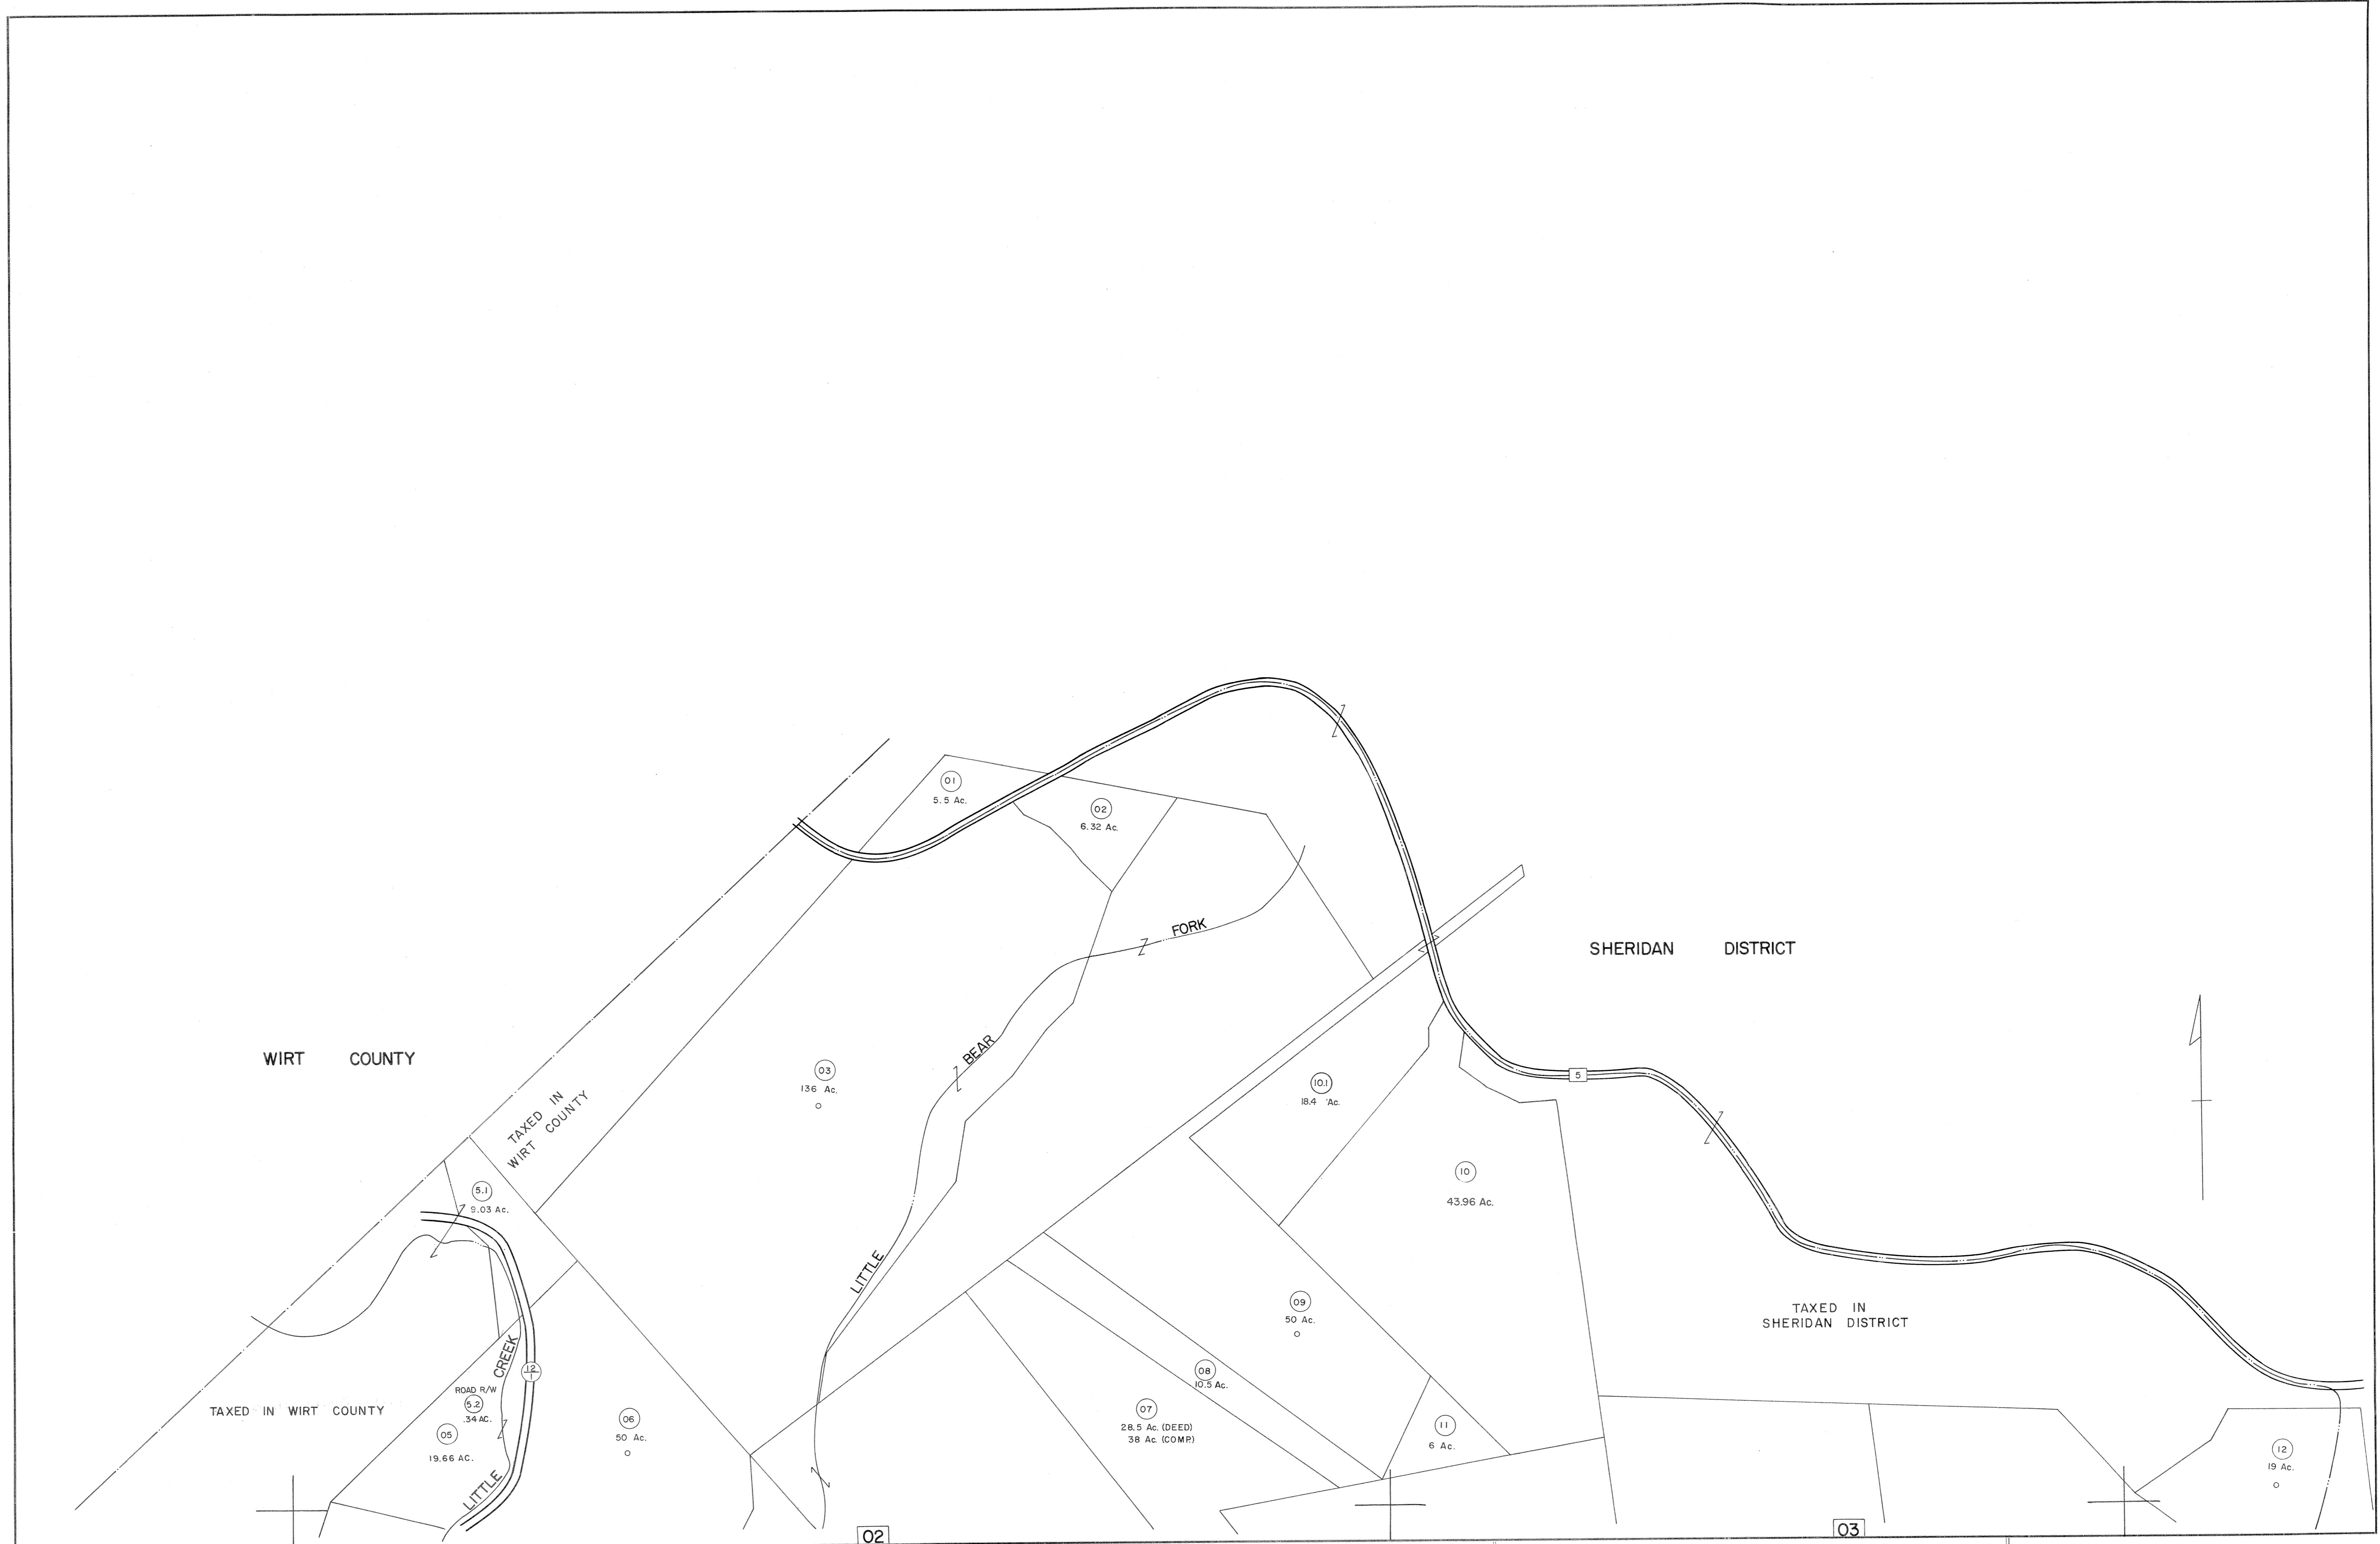 01
5.5 Ac.
02
6.32 Ac.
FORK
SHERIDAN DISTRICT
BEAR
WIRT COUNTY
03
136 Ac.
5
10.1
18.4 Ac.
TAXED IN
WIRT COUNTY
10
43.96 Ac.
5.1
9.03 Ac.
LITTLE
09
50 Ac.
TAXED IN
SHERIDAN DISTRICT
CREEK
12
1
08
10.5 Ac.
ROAD R/W
5.2
.34 AC.
TAXED IN WIRT COUNTY
07
28.5 Ac. (DEED)
38 Ac. (COMP.)
06
50 Ac.
11
6 Ac.
05
19.66 AC.
12
19 Ac.
LITTLE
02
03